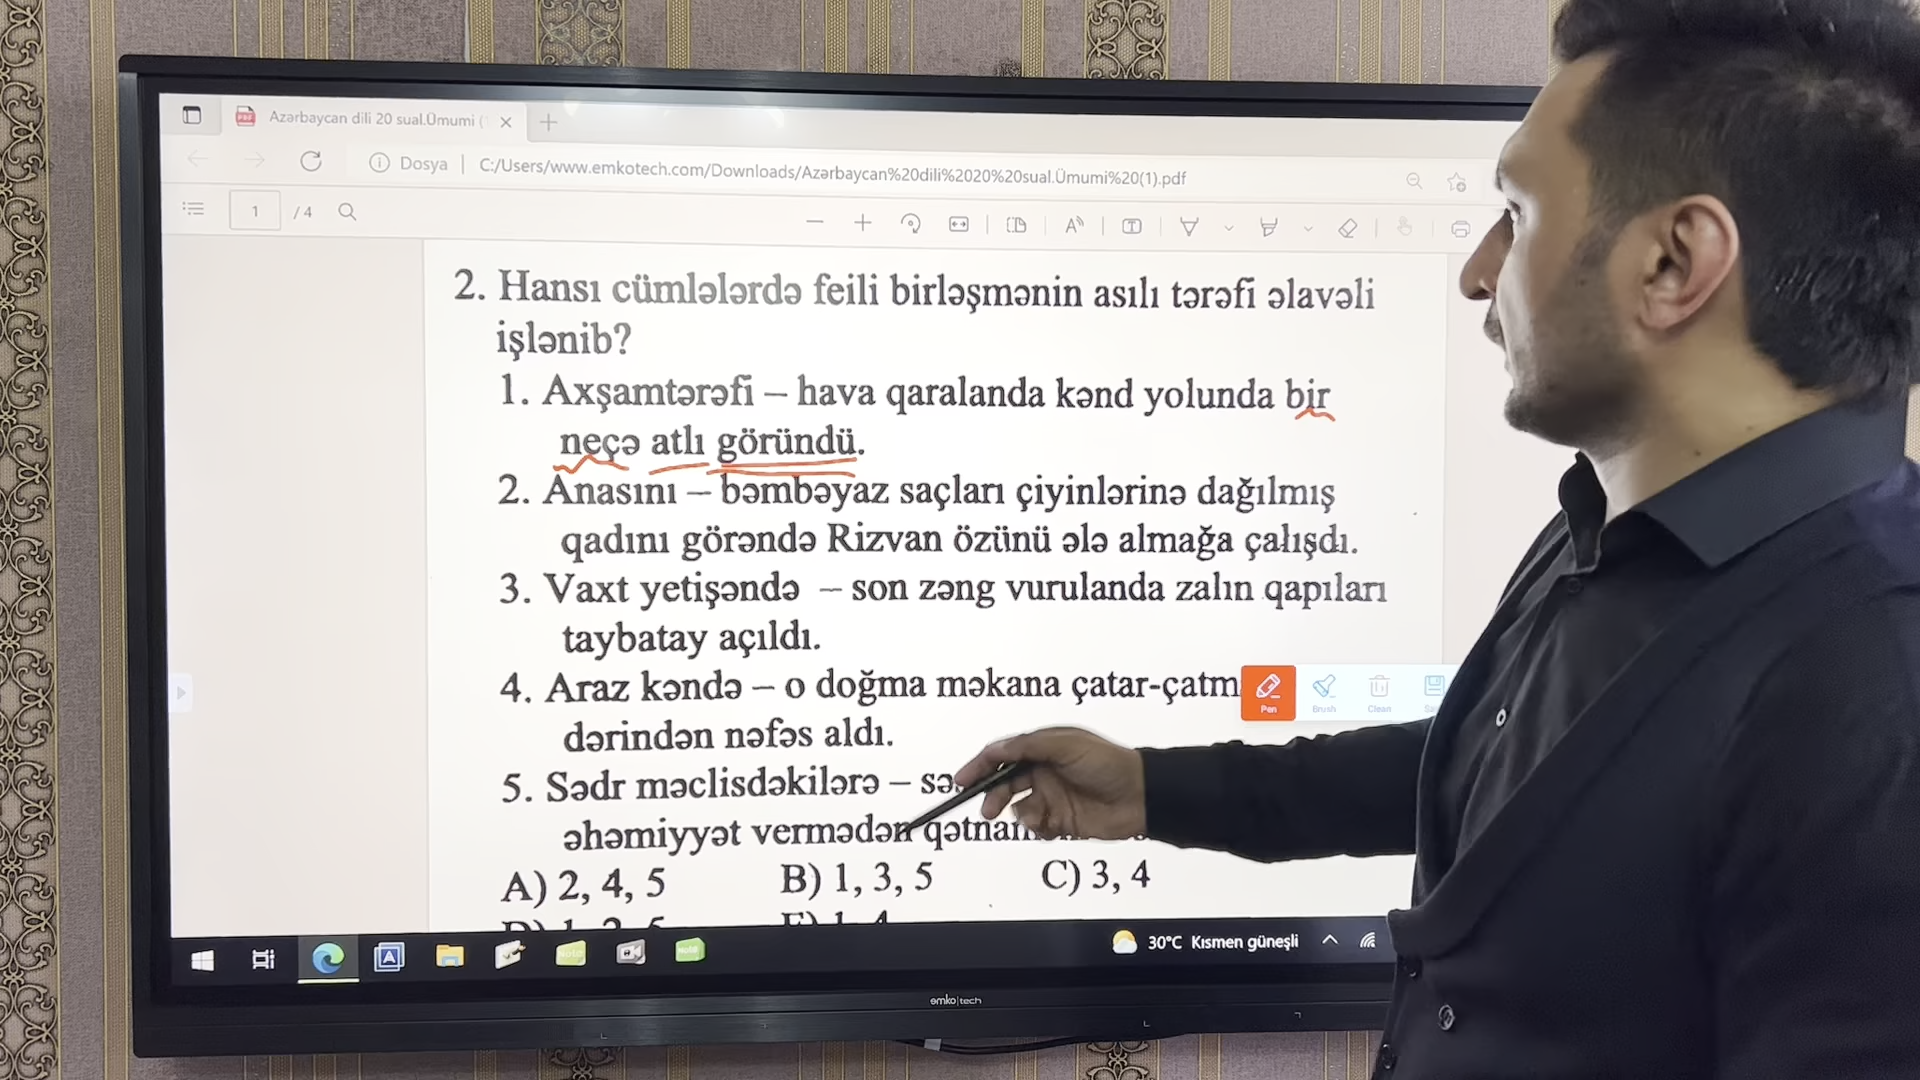 Azərbaycan dili 20 sual.Ümumi (
Dosya
C:/Users/www.emkotech.com/Downloads/Azərbaycan%20dili%2020%20sual.Ümumi%20(1).pdf
1 / 4
2. Hansı cümlələrdə feili birləşmənin asılı tərəfi əlavəli
işlənib?
1. Axşamtərəfi – hava qaralanda kənd yolunda bir
neçə atlı göründü.
2. Anasını – bəmbəyaz saçları çiyinlərinə dağılmış
qadını görəndə Rizvan özünü ələ almağa çalışdı.
3. Vaxt yetişəndə – son zəng vurulanda zalın qapıları
taybatay açıldı.
4. Araz kəndə – o doğma məkana çatar-çatm
dərindən nəfəs aldı.
5. Sədr məclisdəkilərə –
əhəmiyyət vermədən
A) 2, 4, 5 B) 1, 3, 5 C) 3, 4
Pen Brush Clean
30°C Kısmen güneşli
emko|tech